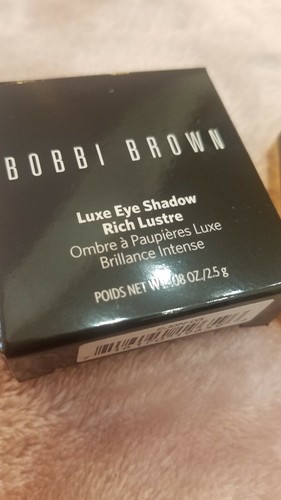 BOBBI BROWN
Luxe Eye Shadow
Rich Lustre
Ombre à Paupières Luxe
Brillance Intense
POIDS NET WT. .08 OZ./2.5 g